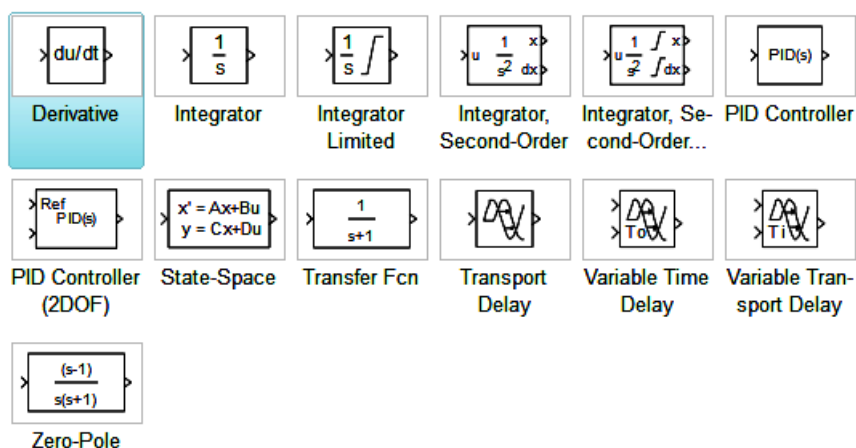 du/dt
Derivative
1
s
Integrator
1
s
Integrator
Limited
u 1 x
s² dx
Integrator,
Second-Order
u 1 x
s² dx
Integrator, Se-
cond-Order...
PID(s)
PID Controller
Ref
PID(s)
PID Controller
(2DOF)
x' = Ax+Bu
y = Cx+Du
State-Space
1
s+1
Transfer Fcn
Transport
Delay
To
Variable Time
Delay
Ti
Variable Tran-
sport Delay
(s-1)
s(s+1)
Zero-Pole